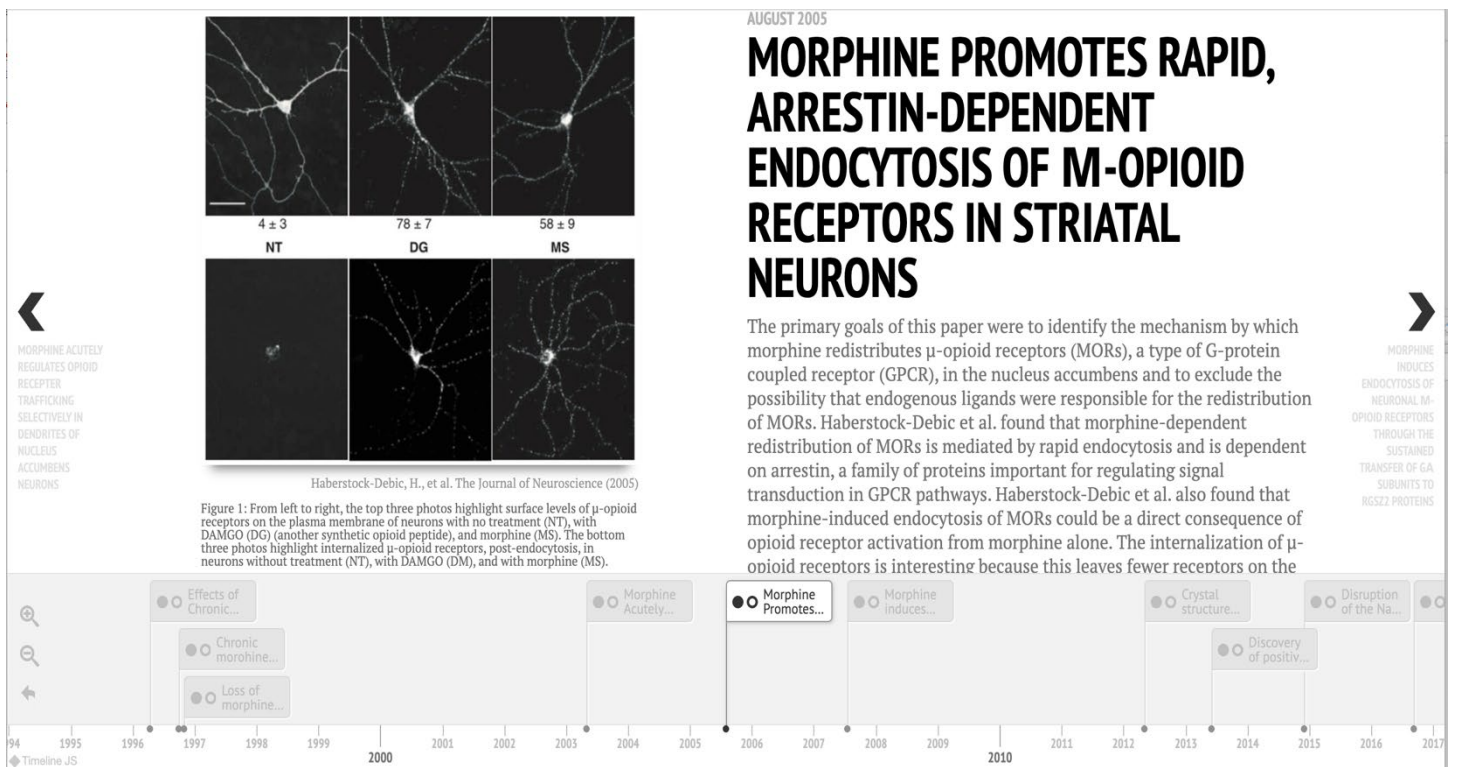 AUGUST 2005
MORPHINE PROMOTES RAPID,
ARRESTIN-DEPENDENT
ENDOCYTOSIS OF M-OPIOID
RECEPTORS IN STRIATAL
NEURONS
The primary goals of this paper were to identify the mechanism by which
morphine redistributes μ-opioid receptors (MORs), a type of G-protein
coupled receptor (GPCR), in the nucleus accumbens and to exclude the
possibility that endogenous ligands were responsible for the redistribution
of MORs. Haberstock-Debic et al. found that morphine-dependent
redistribution of MORs is mediated by rapid endocytosis and is dependent
on arrestin, a family of proteins important for regulating signal
transduction in GPCR pathways. Haberstock-Debic et al. also found that
morphine-induced endocytosis of MORs could be a direct consequence of
opioid receptor activation from morphine alone. The internalization of μ-
opioid receptors is interesting because this leaves fewer receptors on the
4 ± 3 78 ± 7 58 ± 9
NT DG MS
Haberstock-Debic, H., et al. The Journal of Neuroscience (2005)
Figure 1: From left to right, the top three photos highlight surface levels of μ-opioid
receptors on the plasma membrane of neurons with no treatment (NT), with
DAMGO (DG) (another synthetic opioid peptide), and morphine (MS). The bottom
three photos highlight internalized μ-opioid receptors, post-endocytosis, in
neurons without treatment (NT), with DAMGO (DM), and with morphine (MS).
MORPHINE ACUTELY
REGULATES OPIOID
RECEPTER
TRAFFICKING
SELECTIVELY IN
DENDRITES OF
NUCLEUS
ACCUMBENS
NEURONS
MORPHINE
INDUCES
ENDOCYTOSIS OF
NEURONAL M-
OPIOID RECEPTORS
THROUGH THE
SUSTAINED
TRANSFER OF GA
SUBUNITS TO
RGSZ2 PROTEINS
Effects of
Chronic...
Chronic
morohine...
Loss of
morphine...
Morphine
Acutely...
Morphine
Promotes...
Morphine
induces...
Crystal
structure...
Discovery
of positiv...
Disruption
of the Na...
94 1995 1996 1997 1998 1999 2000 2001 2002 2003 2004 2005 2006 2007 2008 2009 2010 2011 2012 2013 2014 2015 2016 2017
Timeline JS